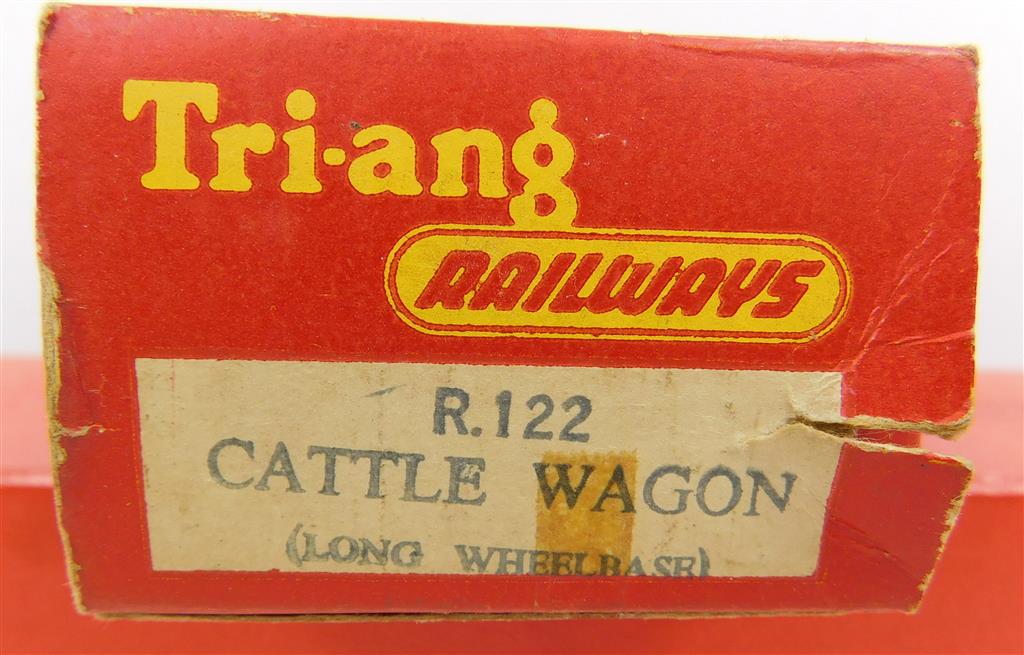 Tri-ang
RAILWAYS
R.122
CATTLE WAGON
(LONG WHEELBASE)